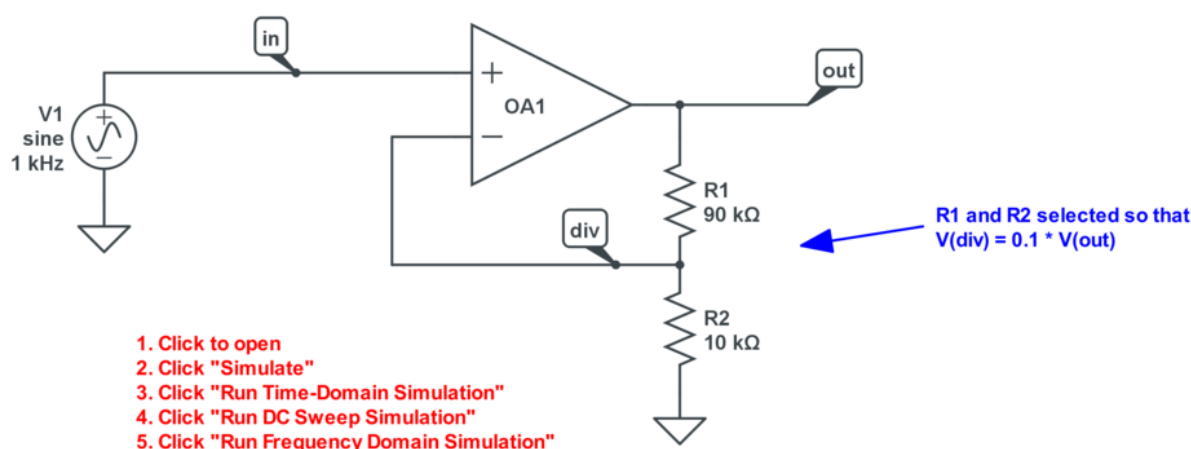 in
V1
sine
1 kHz
+
−
+
−
OA1
out
R1
90 kΩ
div
R1 and R2 selected so that
V(div) = 0.1 * V(out)
R2
10 kΩ
1. Click to open
2. Click "Simulate"
3. Click "Run Time-Domain Simulation"
4. Click "Run DC Sweep Simulation"
5. Click "Run Frequency Domain Simulation"